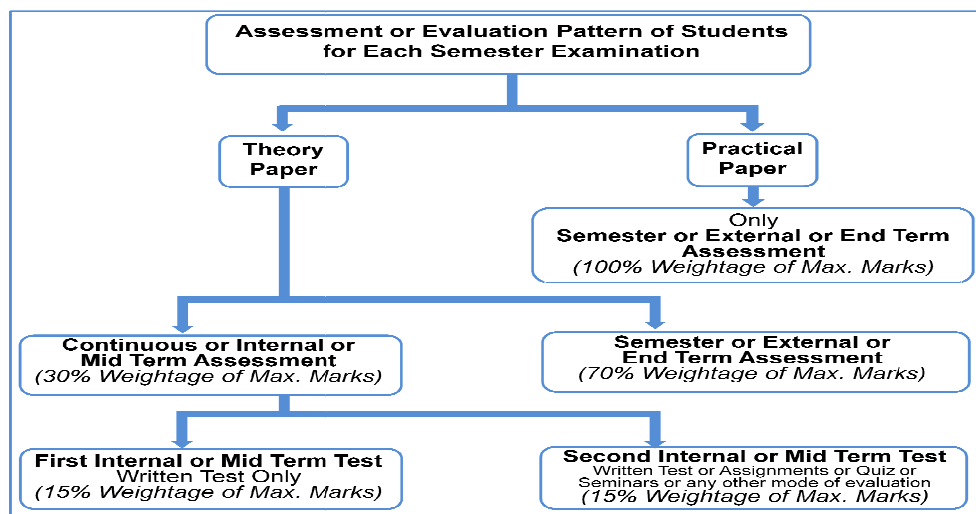 Assessment or Evaluation Pattern of Students
for Each Semester Examination
Theory
Paper
Practical
Paper
Only
Semester or External or End Term
Assessment
(100% Weightage of Max. Marks)
Continuous or Internal or
Mid Term Assessment
(30% Weightage of Max. Marks)
Semester or External or
End Term Assessment
(70% Weightage of Max. Marks)
First Internal or Mid Term Test
Written Test Only
(15% Weightage of Max. Marks)
Second Internal or Mid Term Test
Written Test or Assignments or Quiz or
Seminars or any other mode of evaluation
(15% Weightage of Max. Marks)